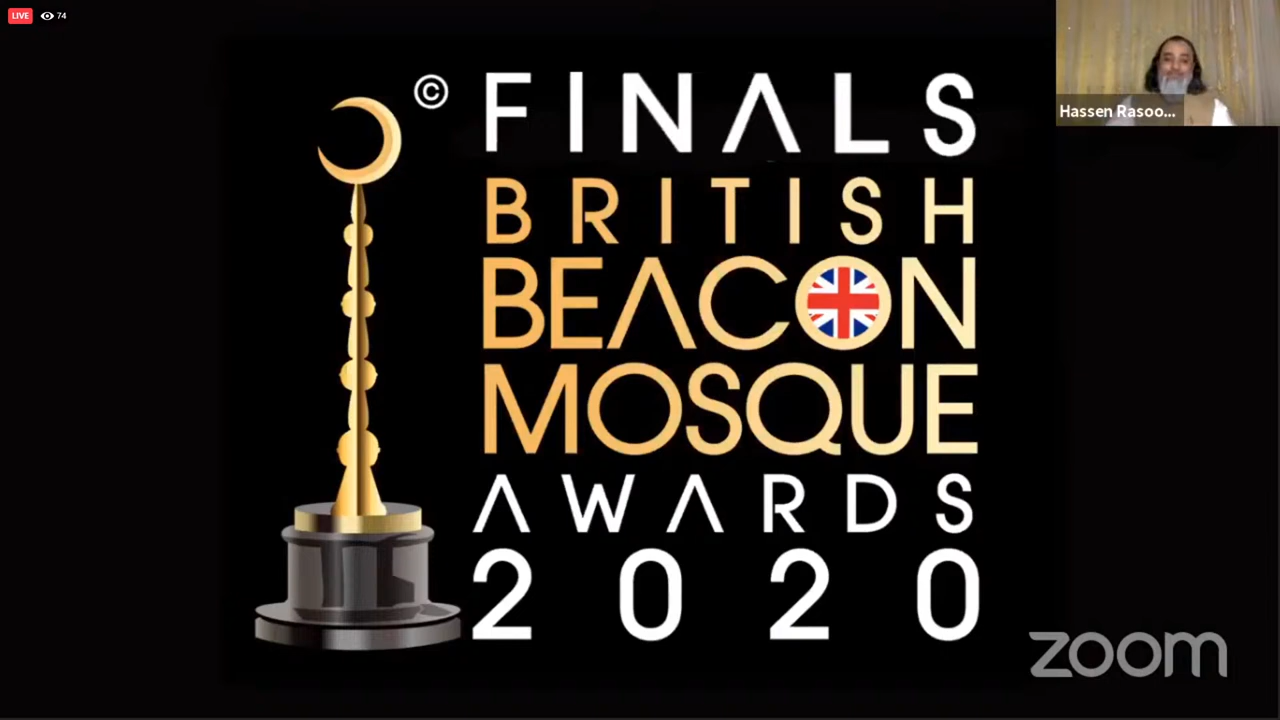 LIVE 74
© FINALS
BRITISH
BEACON
MOSQUE
AWARDS
2020
Hassen Rasoo...
zoom